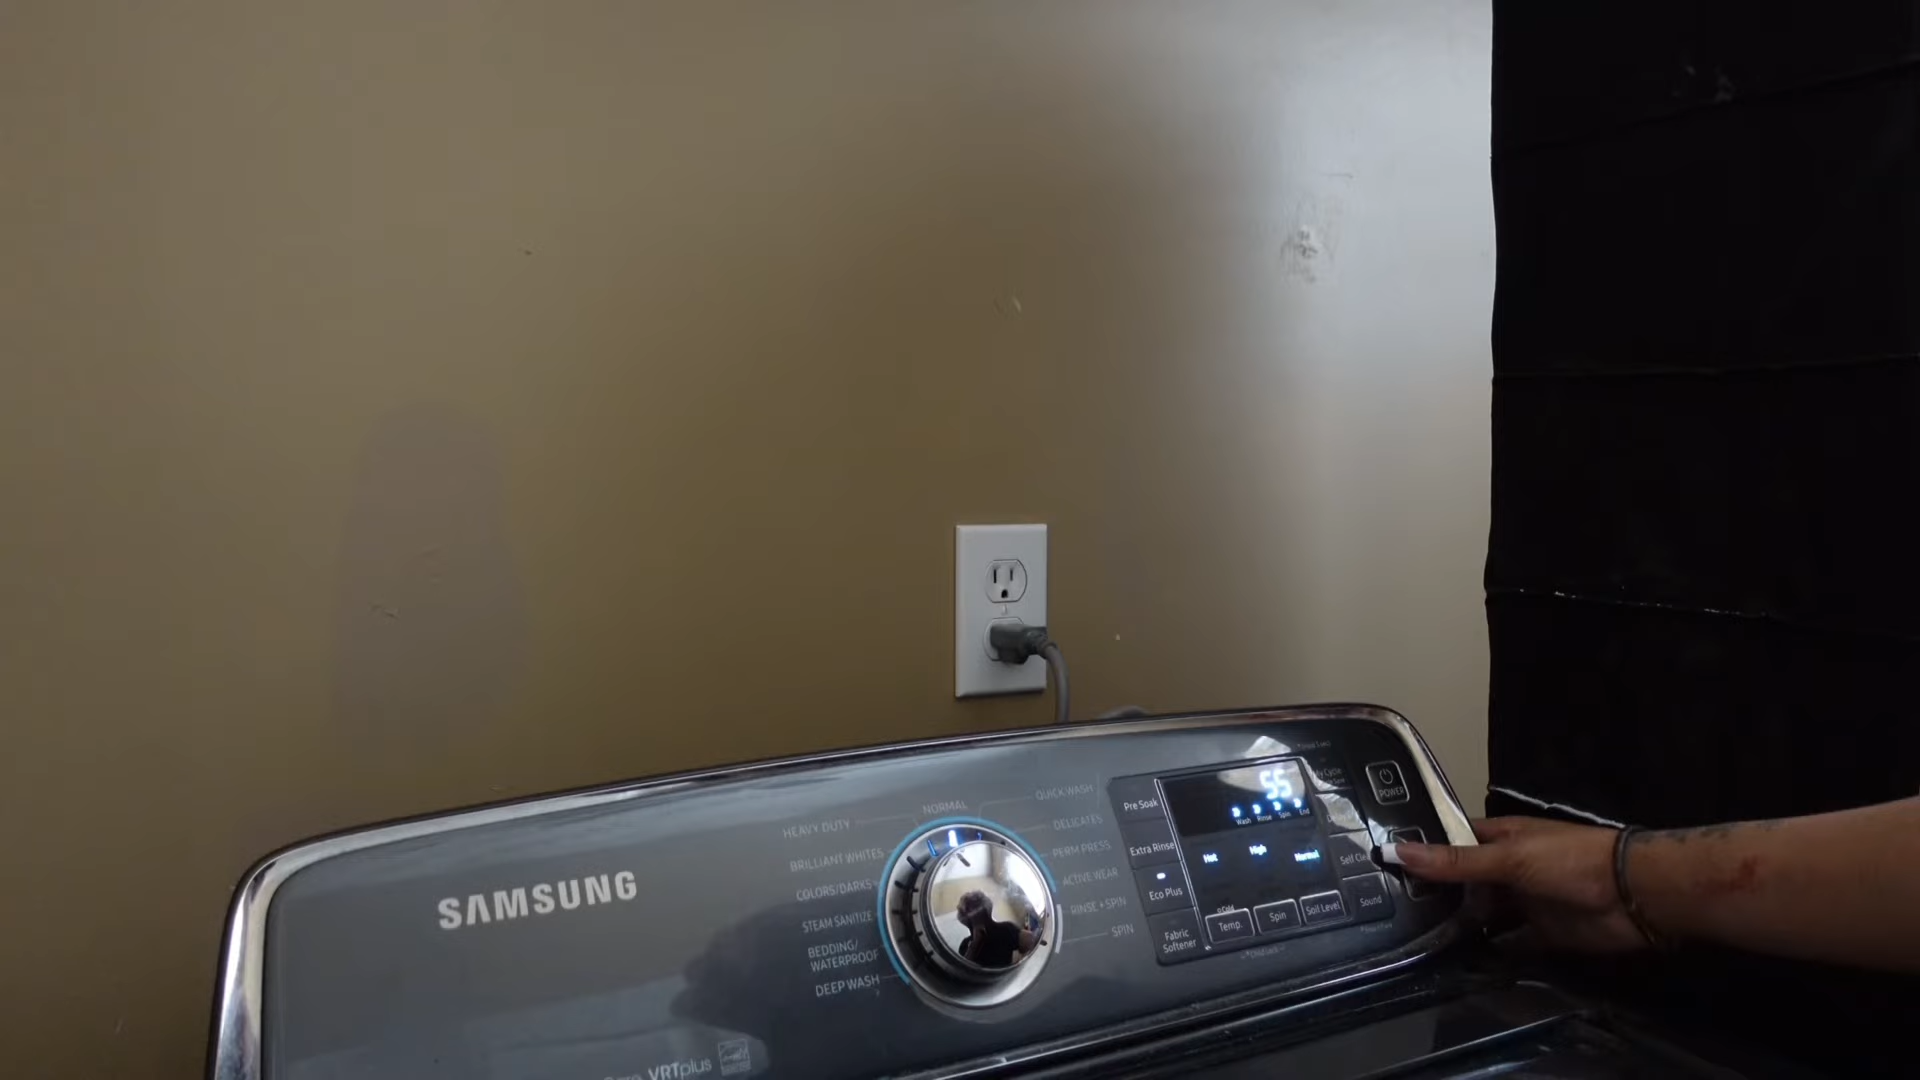 SAMSUNG
VRTplus
HEAVY DUTY
BRILLIANT WHITES
COLORS/DARKS
STEAM SANITIZE
BEDDING/
WATERPROOF
DEEP WASH
NORMAL
QUICK WASH
DELICATES
PERM PRESS
ACTIVE WEAR
RINSE + SPIN
SPIN
Pre Soak
Extra Rinse
Eco Plus
Fabric
Softener
55
Wash Rinse Spin End
Hot High Normal
Temp. Spin Soil Level
Sound
POWER